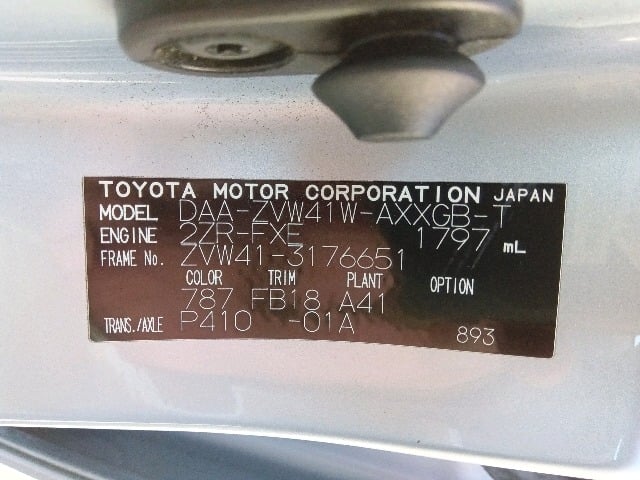 TOYOTA MOTOR CORPORATION JAPAN
MODEL DAA-ZVW41W-AXXGB-T
ENGINE 2ZR-FXE 1797 mL
FRAME No. ZVW41-3176651
COLOR TRIM PLANT OPTION
787 FB18 A41
TRANS./AXLE P410 -01A 893